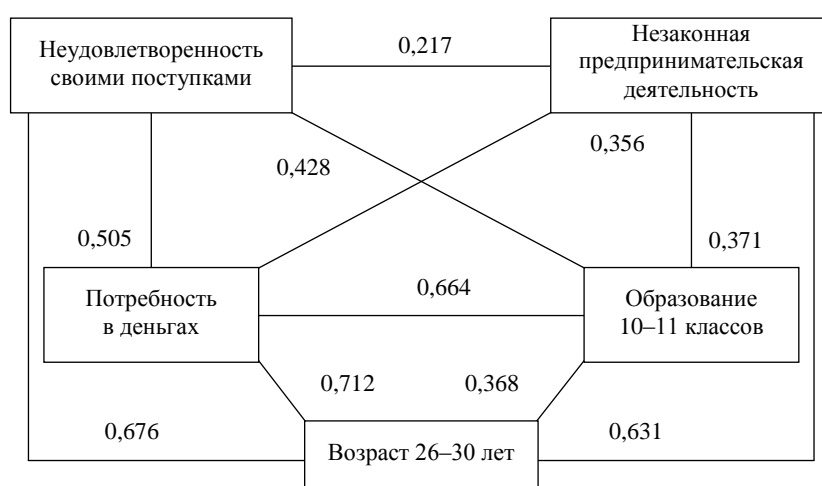 Неудовлетворенность
своими поступками
0,217
Незаконная
предпринимательская
деятельность
0,428
0,356
0,505
0,371
Потребность
в деньгах
0,664
Образование
10–11 классов
0,712
0,368
0,676
0,631
Возраст 26–30 лет